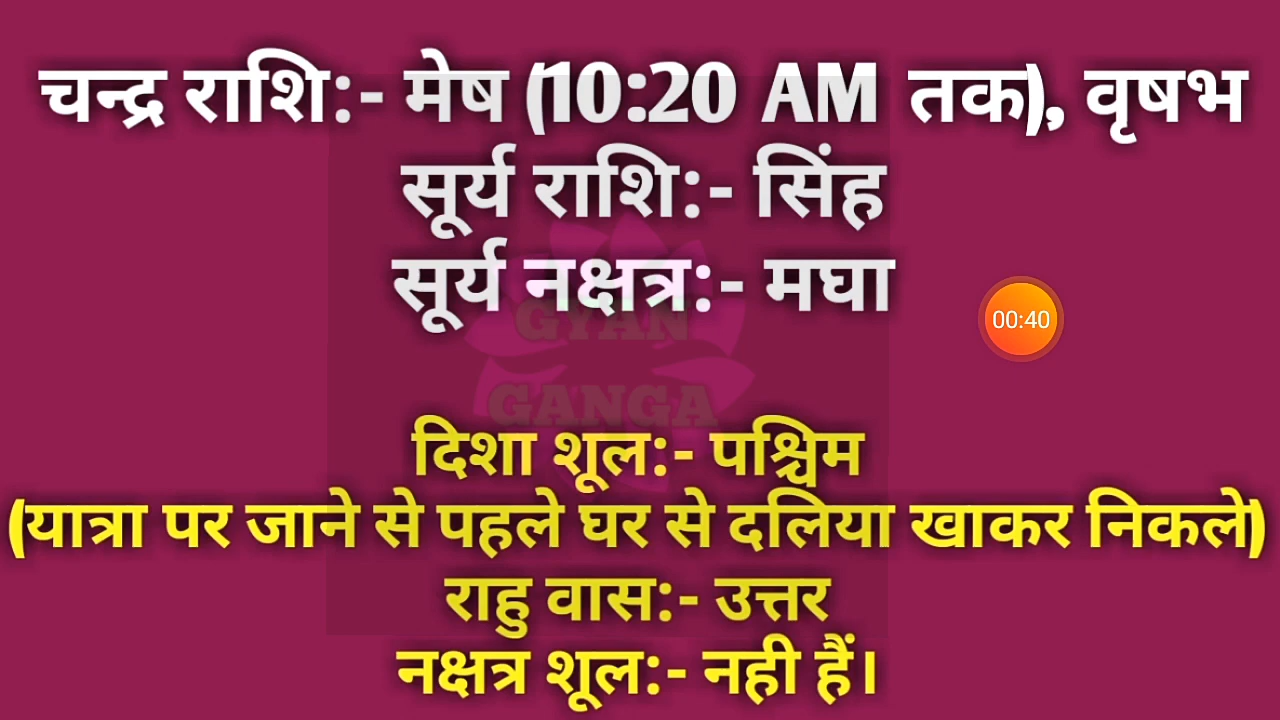 चन्द्र राशि:- मेष (10:20 AM तक), वृषभ
सूर्य राशि:- सिंह
सूर्य नक्षत्र:- मघा
00:40
GYAN
GANGA
दिशा शूल:- पश्चिम
(यात्रा पर जाने से पहले घर से दलिया खाकर निकले)
राहु वास:- उत्तर
नक्षत्र शूल:- नही हैं।